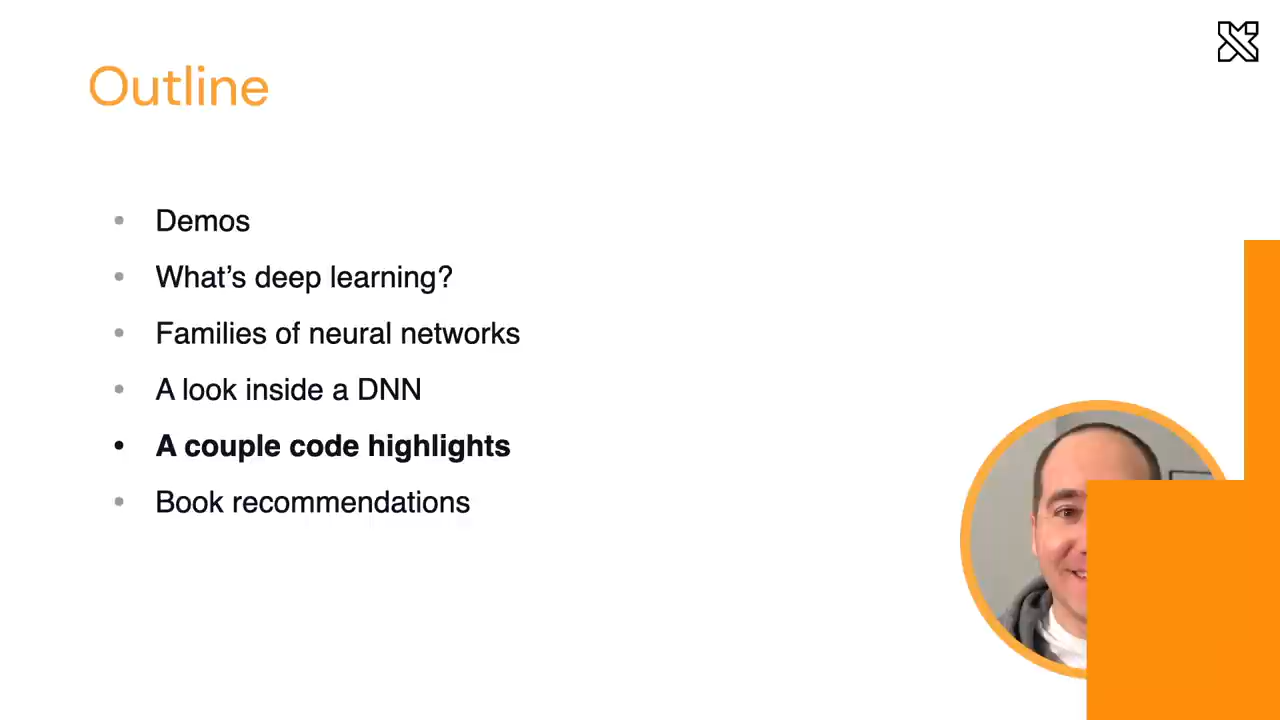 Outline
• Demos
• What’s deep learning?
• Families of neural networks
• A look inside a DNN
• A couple code highlights
• Book recommendations